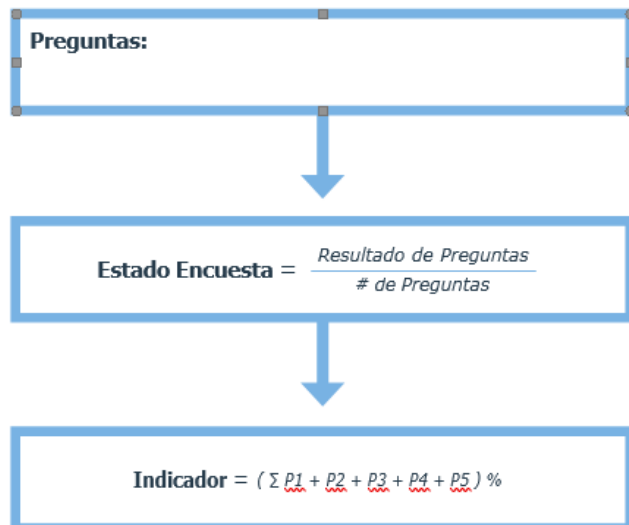 Preguntas:
Estado Encuesta = Resultado de Preguntas
# de Preguntas
Indicador = ( Σ P1 + P2 + P3 + P4 + P5 ) %